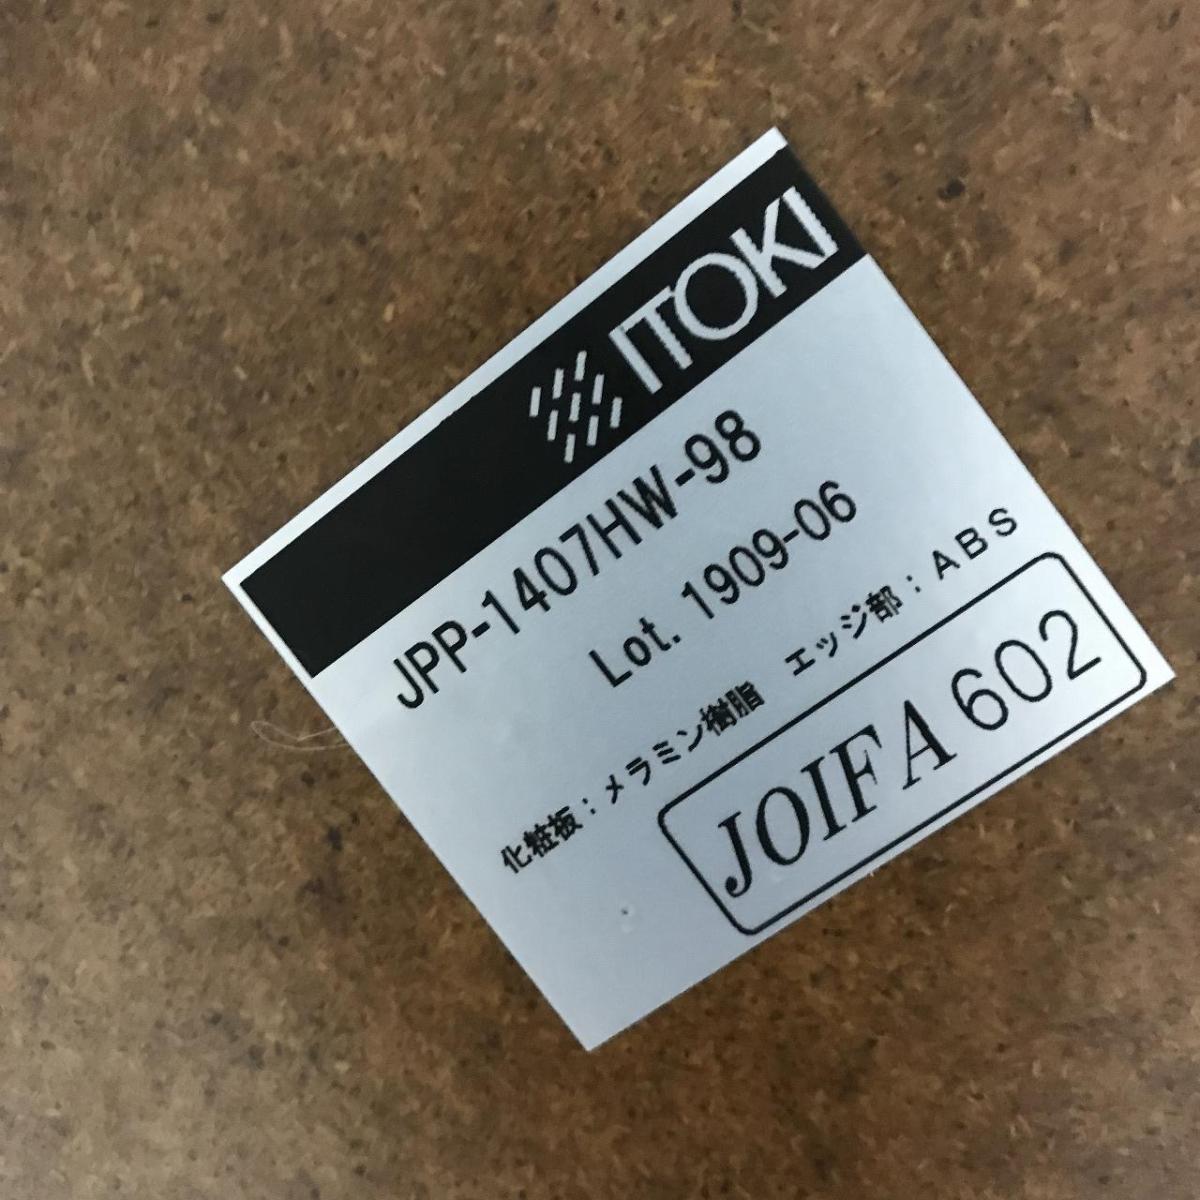 ITOKI
JPP-1407HW-98
Lot. 1909-06
化粧板：メラミン樹脂　エッジ部：ＡＢＳ
JOIFA 602